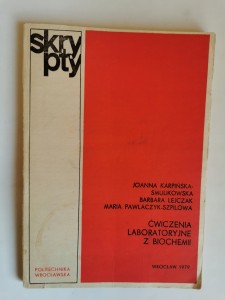 skry
pty
JOANNA KARPIŃSKA-
SMULIKOWSKA
BARBARA LEJCZAK
MARIA PAWLACZYK-SZPILOWA
ĆWICZENIA
LABORATORYJNE
Z BIOCHEMII
POLITECHNIKA
WROCŁAWSKA
WROCŁAW 1979